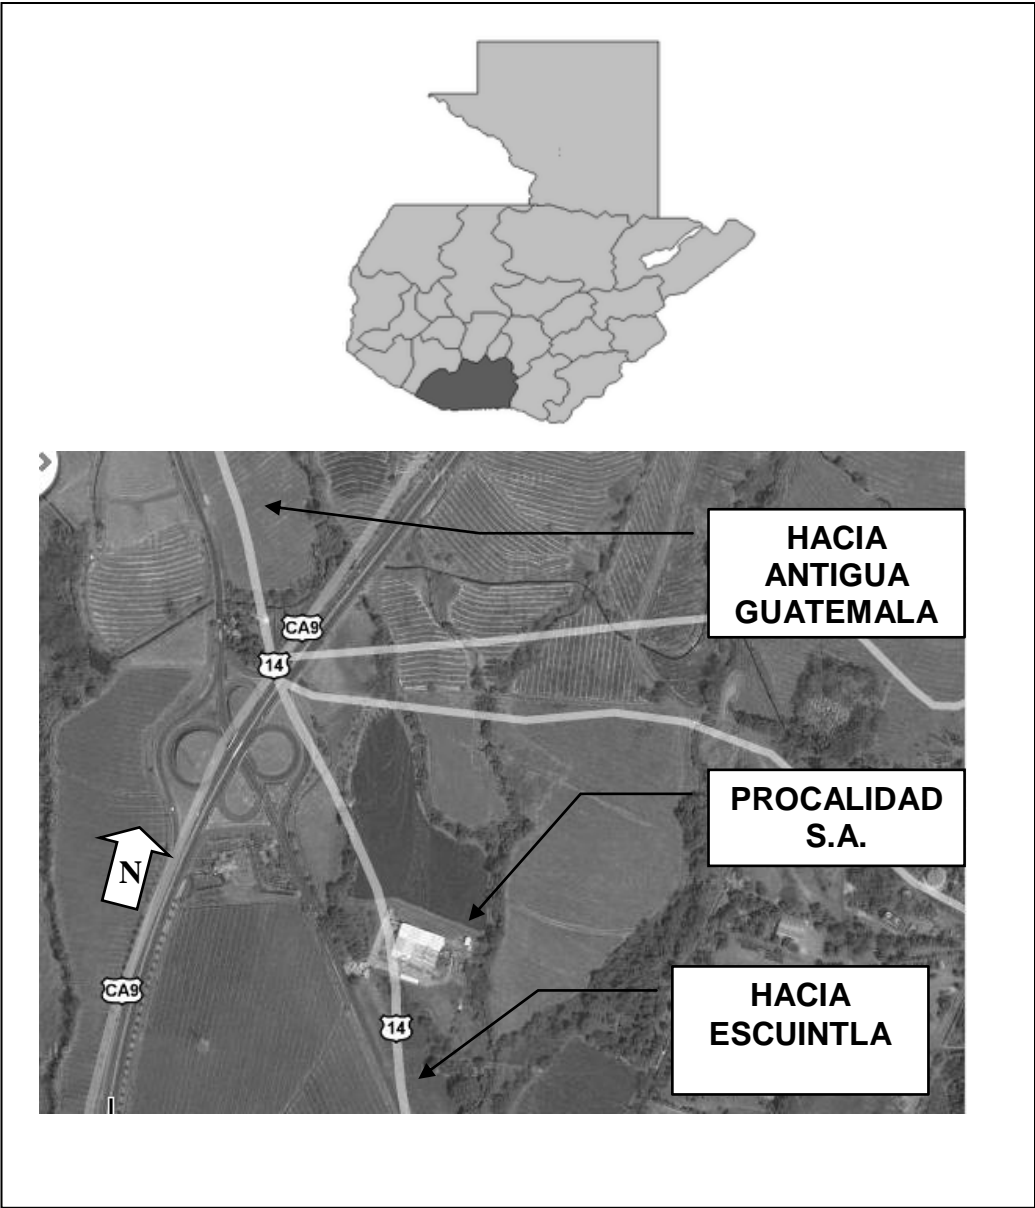 HACIA
ANTIGUA
GUATEMALA
CA9
14
PROCALIDAD
S.A.
N
CA9
HACIA
ESCUINTLA
14